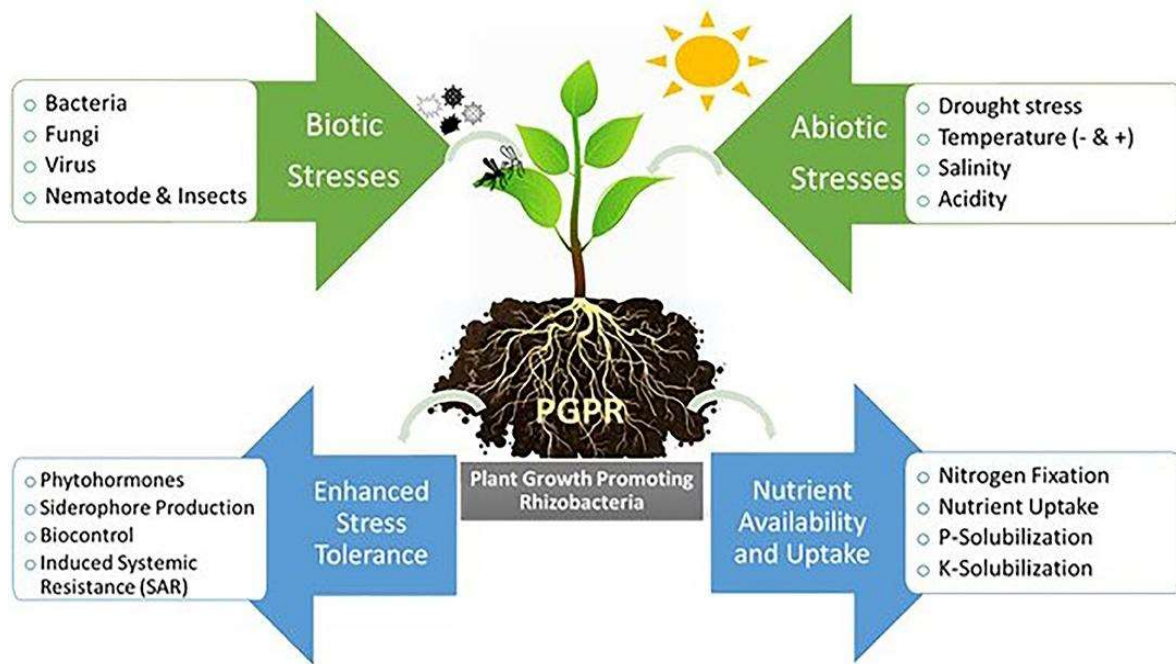 Bacteria
Fungi
Virus
Nematode & Insects
Biotic
Stresses
Abiotic
Stresses
Drought stress
Temperature (- & +)
Salinity
Acidity
PGPR
Plant Growth Promoting
Rhizobacteria
Phytohormones
Siderophore Production
Biocontrol
Induced Systemic
Resistance (SAR)
Enhanced
Stress
Tolerance
Nutrient
Availability
and Uptake
Nitrogen Fixation
Nutrient Uptake
P-Solubilization
K-Solubilization